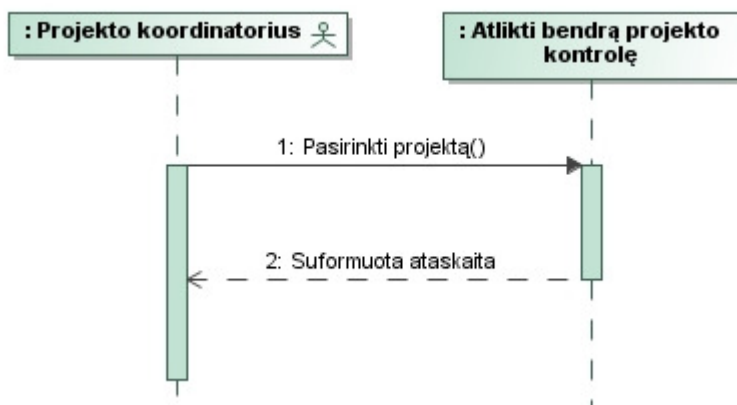 : Projekto koordinatorius
: Atlikti bendrą projekto
kontrolę
1: Pasirinkti projektą()
2: Suformuota ataskaita